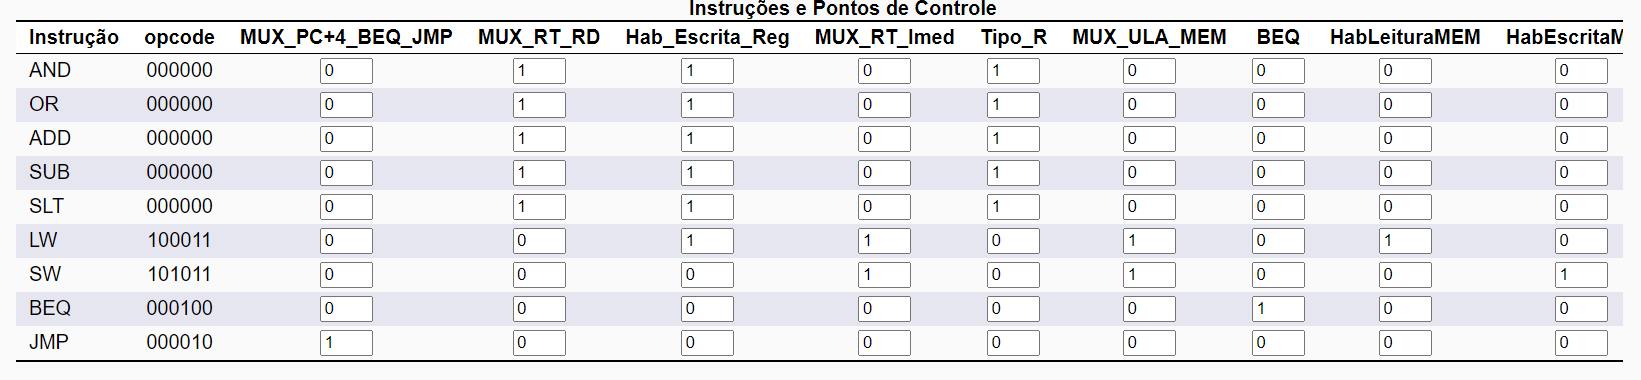 Instruções e Pontos de Controle
Instrução opcode MUX_PC+4_BEQ_JMP MUX_RT_RD Hab_Escrita_Reg MUX_RT_Imed Tipo_R MUX_ULA_MEM BEQ HabLeituraMEM HabEscritaM
AND 000000 0 1 1 0 1 0 0 0 0
OR 000000 0 1 1 0 1 0 0 0 0
ADD 000000 0 1 1 0 1 0 0 0 0
SUB 000000 0 1 1 0 1 0 0 0 0
SLT 000000 0 1 1 0 1 0 0 0 0
LW 100011 0 0 1 1 0 1 0 1 0
SW 101011 0 0 0 1 0 1 0 0 1
BEQ 000100 0 0 0 0 0 0 1 0 0
JMP 000010 1 0 0 0 0 0 0 0 0